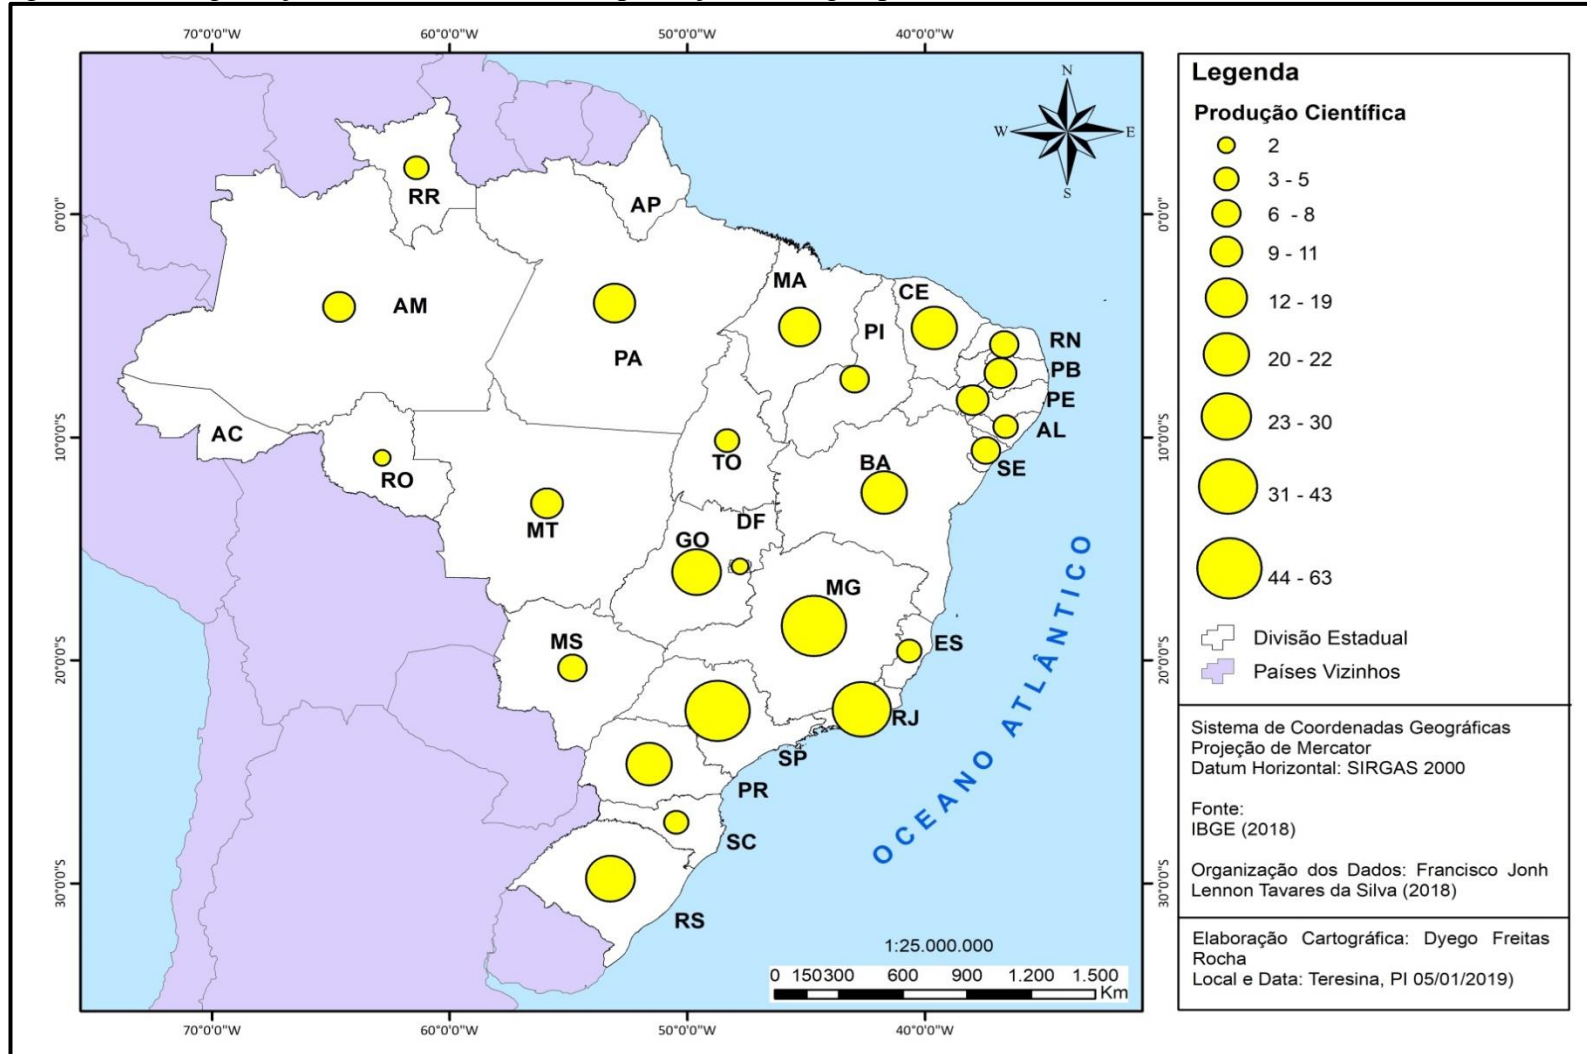 70°0'0"W 60°0'0"W 50°0'0"W 40°0'0"W
N
W E
S
0°0'0" 0°0'0"
10°0'0"S 10°0'0"S
20°0'0"S 20°0'0"S
30°0'0"S 30°0'0"S
RR
AP
AM
PA
MA
CE
PI
RN
PB
PE
AL
SE
AC
RO
TO
BA
MT
DF
GO
MG
MS
ES
RJ
SP
PR
SC
RS
OCEANO ATLÂNTICO
1:25.000.000
0 150 300 600 900 1.200 1.500
Km
70°0'0"W 60°0'0"W 50°0'0"W 40°0'0"W
Legenda
Produção Científica
2
3 - 5
6 - 8
9 - 11
12 - 19
20 - 22
23 - 30
31 - 43
44 - 63
Divisão Estadual
Países Vizinhos
Sistema de Coordenadas Geográficas
Projeção de Mercator
Datum Horizontal: SIRGAS 2000
Fonte:
IBGE (2018)
Organização dos Dados: Francisco Jonh
Lennon Tavares da Silva (2018)
Elaboração Cartográfica: Dyego Freitas
Rocha
Local e Data: Teresina, PI 05/01/2019)